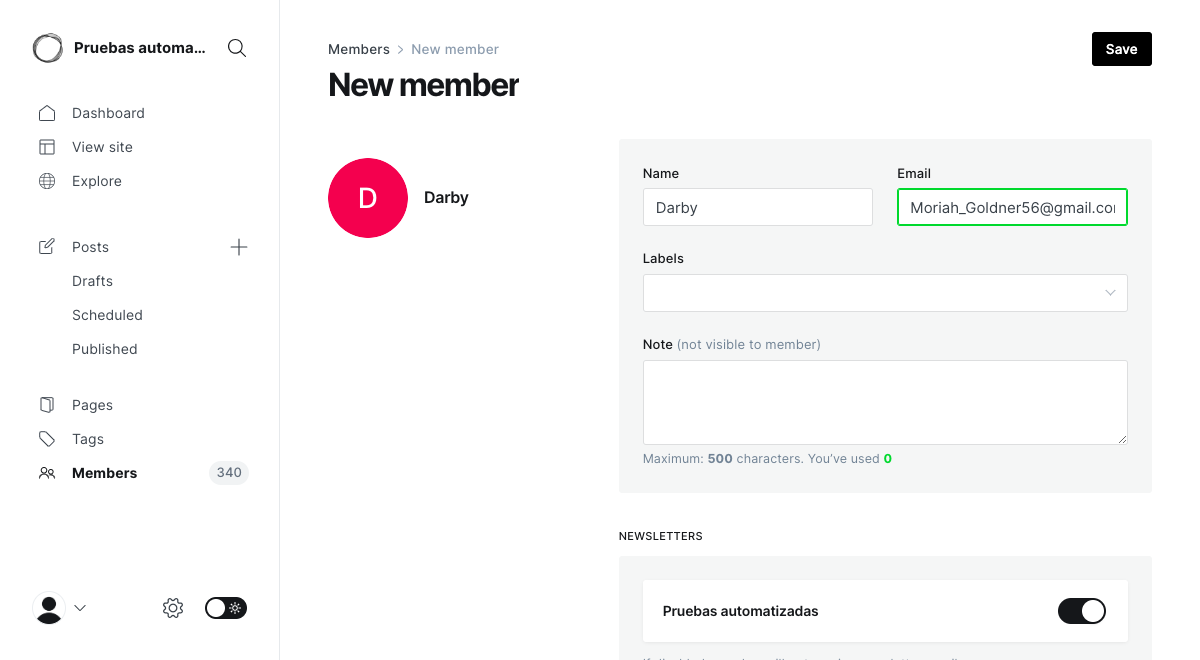 Pruebas automa...
Dashboard
View site
Explore
Posts
Drafts
Scheduled
Published
Pages
Tags
Members
340
Members > New member
Save
New member
D
Darby
Name
Email
Darby
Moriah_Goldner56@gmail.co
Labels
Note (not visible to member)
Maximum: 500 characters. You’ve used 0
NEWSLETTERS
Pruebas automatizadas